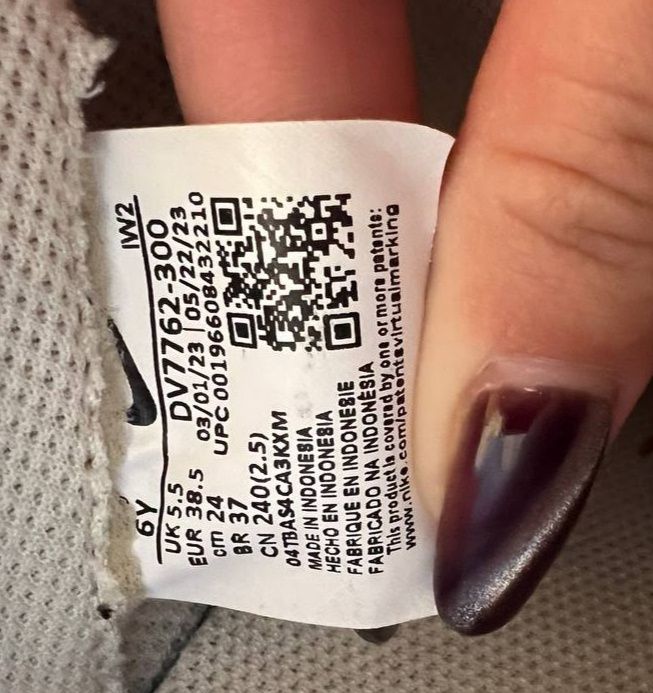 6Y
IW2
UK 5.5
EUR 38.5
cm 24
BR 37
CN 240(2.5)
DV7762-300
03/01/23 | 05/22/23
UPC 00196608432210
04TBAS4CA3KXM
MADE IN INDONESIA
HECHO EN INDONESIA
FABRIQUE EN INDONESIE
FABRICADO NA INDONÉSIA
This product is covered by one or more patents:
www.nike.com/patentsvirtualmarking